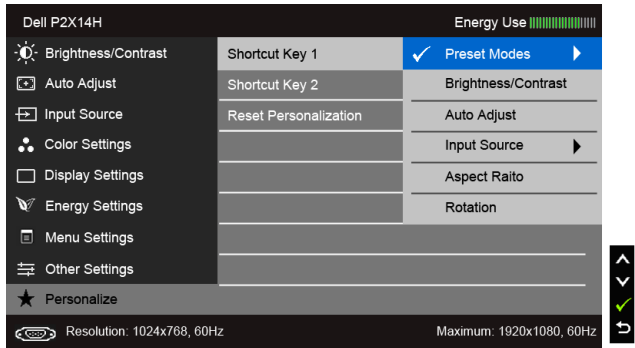 Dell P2X14H
Energy Use
Brightness/Contrast
Auto Adjust
Input Source
Color Settings
Display Settings
Energy Settings
Menu Settings
Other Settings
Personalize
Shortcut Key 1
Shortcut Key 2
Reset Personalization
Preset Modes
Brightness/Contrast
Auto Adjust
Input Source
Aspect Raito
Rotation
Resolution: 1024x768, 60Hz
Maximum: 1920x1080, 60Hz